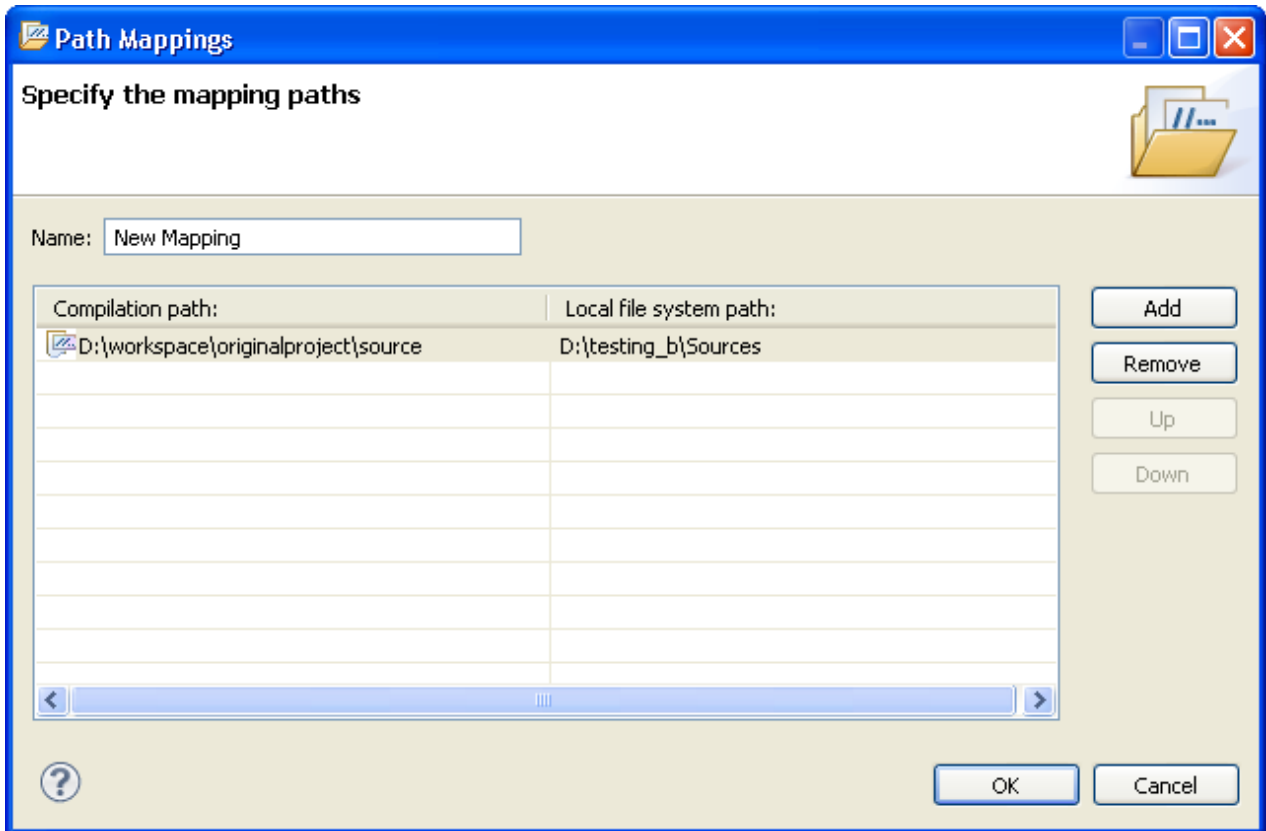 Path Mappings
Specify the mapping paths
Name: New Mapping
Compilation path: Local file system path:
D:\workspace\originalproject\source D:\testing_b\Sources
Add
Remove
Up
Down
OK Cancel